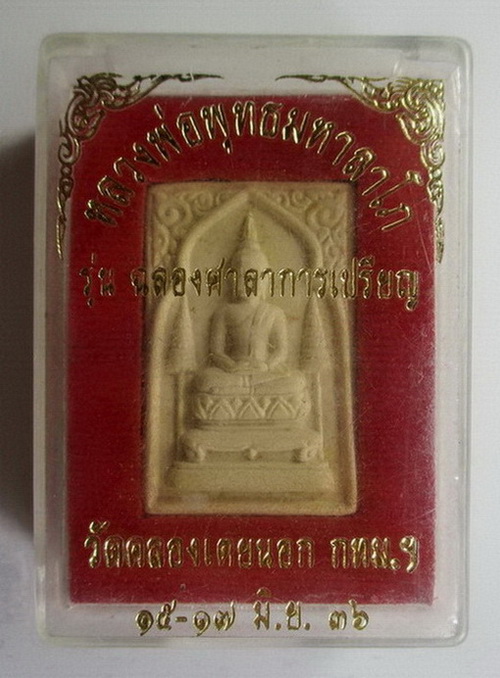 หลวงพ่อพุทธมหาลาโภ
รุ่น ฉลองศาลาการเปรียญ
วัดคลองเตยนอก กทม.ฯ
๑๕-๑๗ มิ.ย. ๓๖